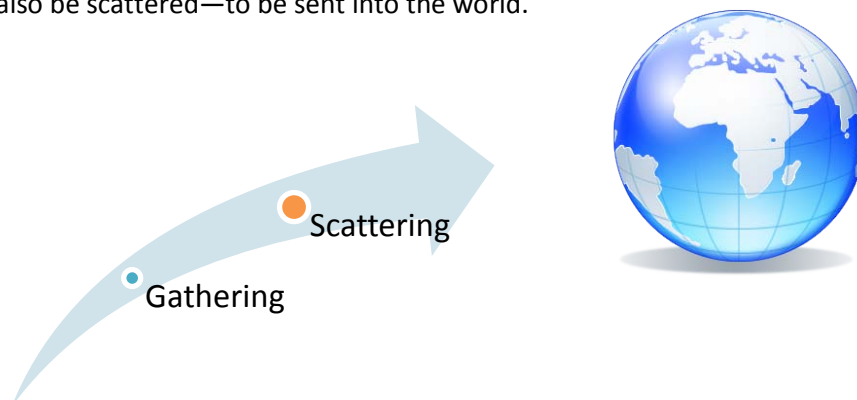 also be scattered—to be sent into the world.
Scattering
Gathering